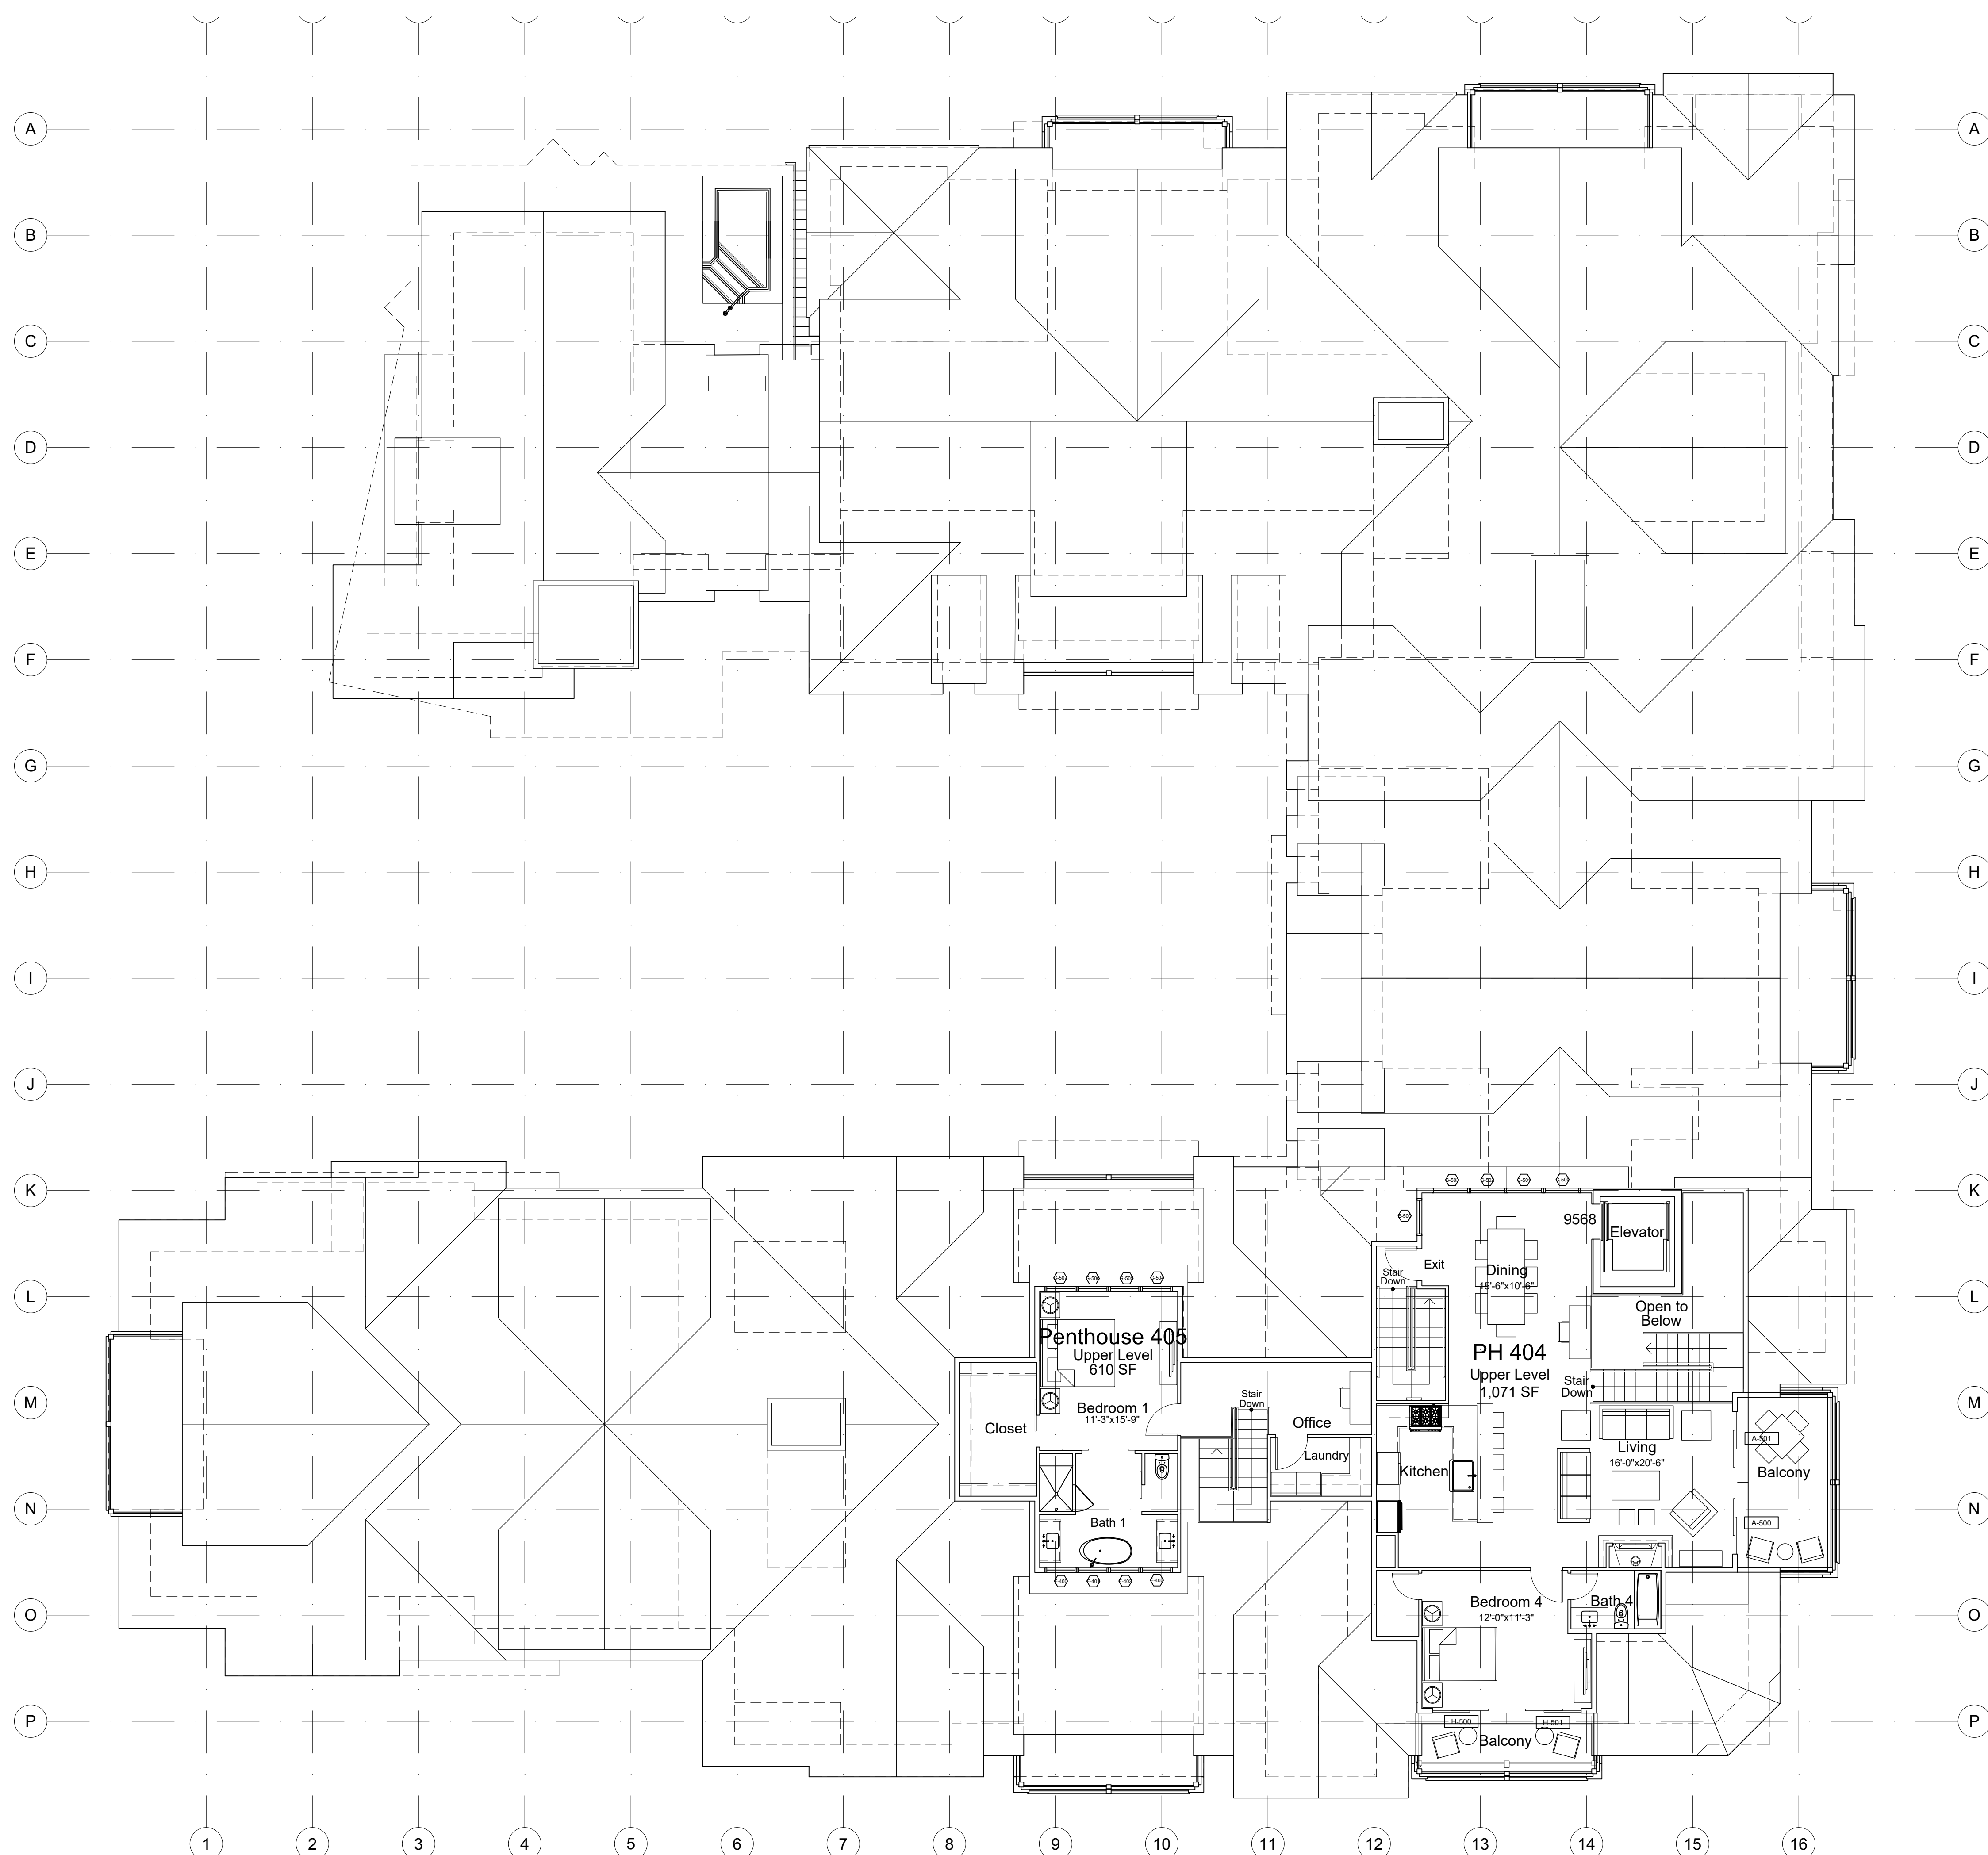 A A
B B
C C
D D
E E
F F
G G
H H
I I
J J
K K
9568
Elevator
Exit
Dining
15'-6"x10'-6"
Stair
Down
L L
Open to
Below
Penthouse 405
Upper Level
610 SF
PH 404
Upper Level
1,071 SF
Stair
Down
Stair
Down
M M
Bedroom 1
11'-3"x15'-9"
Closet
Office
Laundry
Kitchen
Living
16'-0"x20'-6"
A-501
Balcony
N N
Bath 1
A-500
Bedroom 4
12'-0"x11'-3"
Bath 4
O O
P P
H-500
H-501
Balcony
1 2 3 4 5 6 7 8 9 10 11 12 13 14 15 16